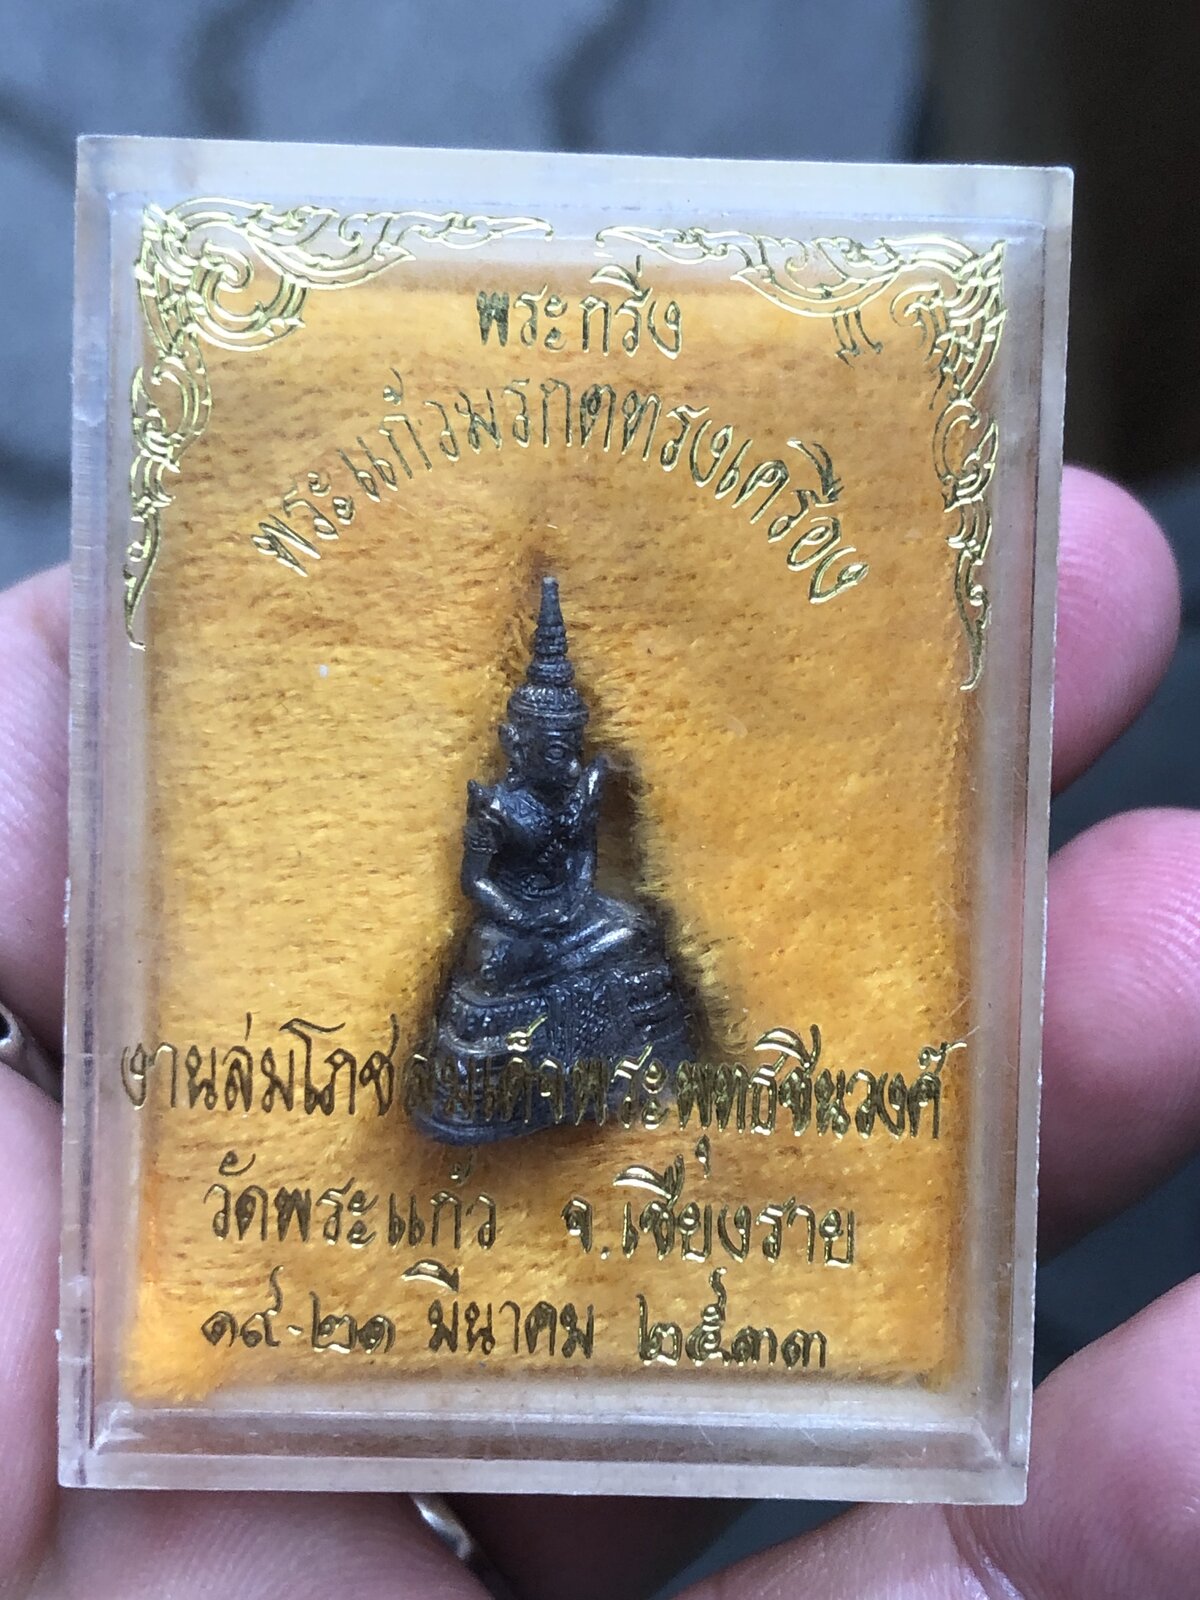 พระกริ่ง
พระแก้วมรกตทรงเครื่อง
งานล่มโภชสมเด็จพระพุทธชินวงศ์
วัดพระแก้ว จ.เชียงราย
๑๙-๒๑ มีนาคม ๒๕๓๓